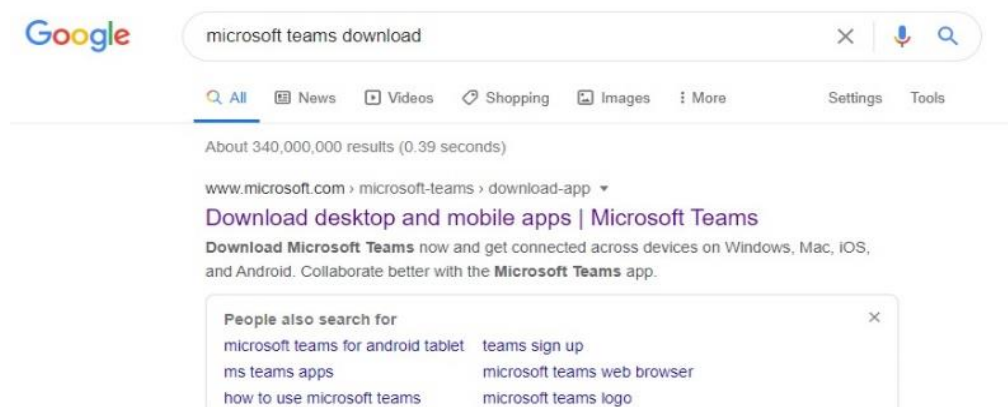 Google
microsoft teams download
All News Videos Shopping Images More Settings Tools
About 340,000,000 results (0.39 seconds)
www.microsoft.com › microsoft-teams › download-app
Download desktop and mobile apps | Microsoft Teams
Download Microsoft Teams now and get connected across devices on Windows, Mac, iOS,
and Android. Collaborate better with the Microsoft Teams app.
People also search for
microsoft teams for android tablet teams sign up
ms teams apps microsoft teams web browser
how to use microsoft teams microsoft teams logo